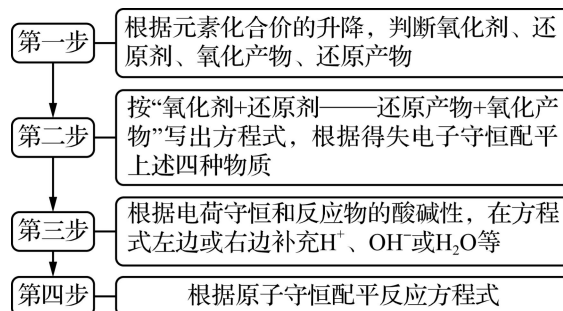 第一步
根据元素化合价的升降，判断氧化剂、还
原剂、氧化产物、还原产物
第二步
按“氧化剂+还原剂——还原产物+氧化产
物”写出方程式，根据得失电子守恒配平
上述四种物质
第三步
根据电荷守恒和反应物的酸碱性，在方程
式左边或右边补充H⁺、OH⁻或H₂O等
第四步
根据原子守恒配平反应方程式